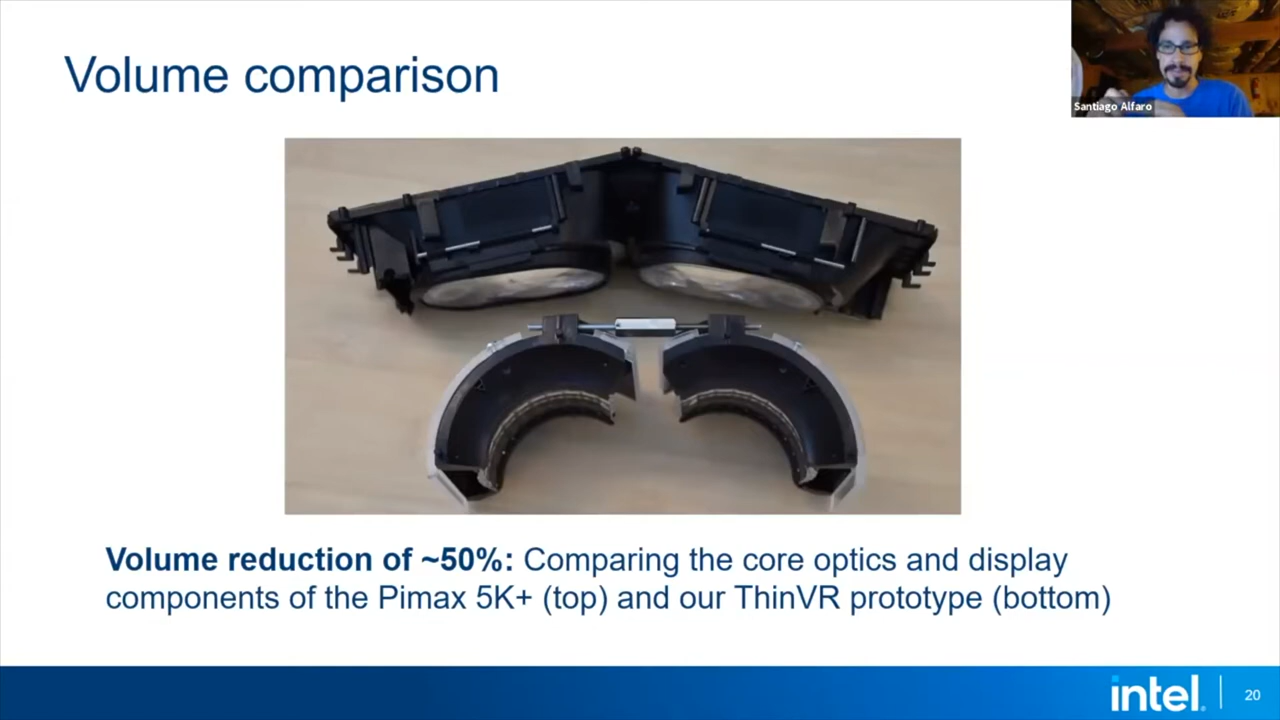 Volume comparison
Santiago Alfaro
Volume reduction of ~50%: Comparing the core optics and display
components of the Pimax 5K+ (top) and our ThinVR prototype (bottom)
intel.
20